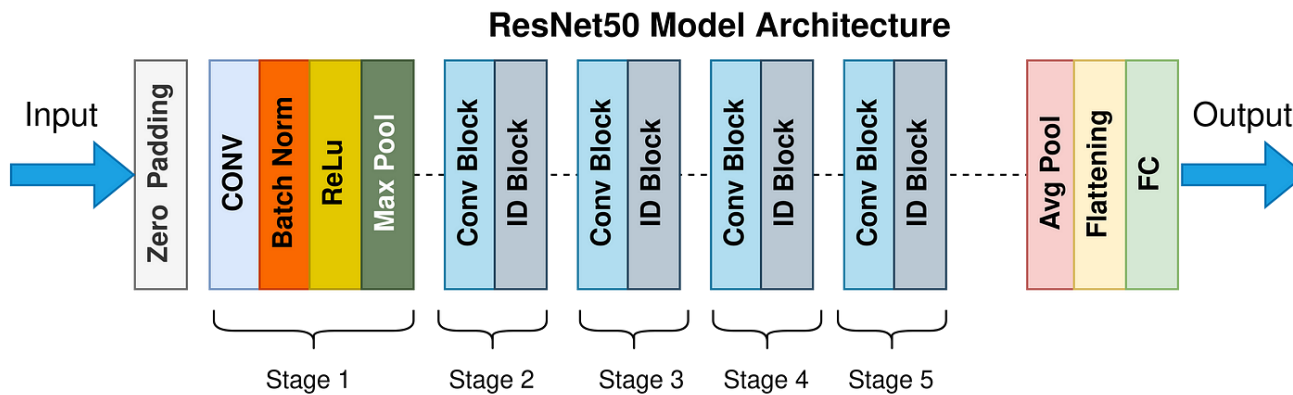 ResNet50 Model Architecture
Input
Zero Padding
CONV
Batch Norm
ReLu
Max Pool
Conv Block
ID Block
Conv Block
ID Block
Conv Block
ID Block
Conv Block
ID Block
Avg Pool
Flattening
FC
Output
Stage 1
Stage 2
Stage 3
Stage 4
Stage 5